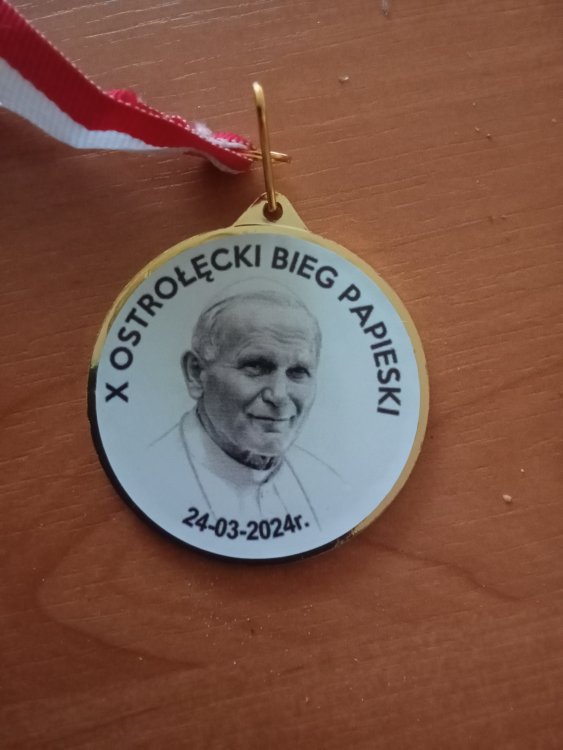 X OSTROŁĘCKI BIEG PAPIESKI
24-03-2024r.